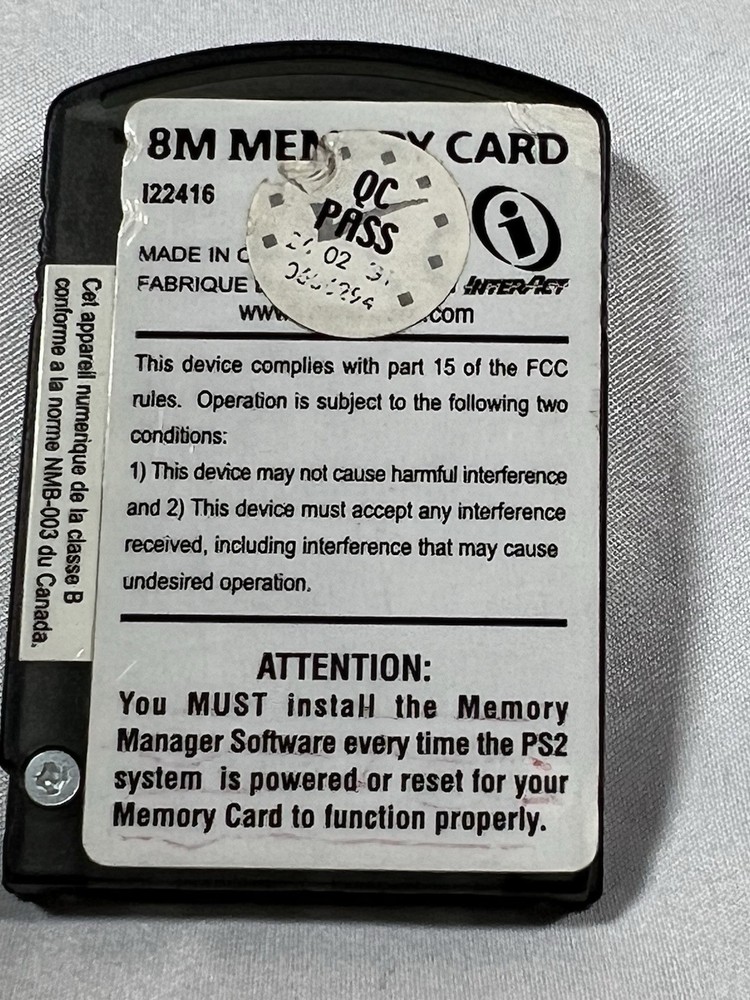 8M MEM RY CARD
I22416
QC
PASS
02
MADE IN C
FABRIQUE
INTERACT
www. .com
This device complies with part 15 of the FCC
rules. Operation is subject to the following two
conditions:
1) This device may not cause harmful interference
and 2) This device must accept any interference
received, including interference that may cause
undesired operation.
ATTENTION:
You MUST install the Memory
Manager Software every time the PS2
system is powered or reset for your
Memory Card to function properly.
Cet appareil numerique de la classe B
conforme a la norme NMB-003 du Canada.